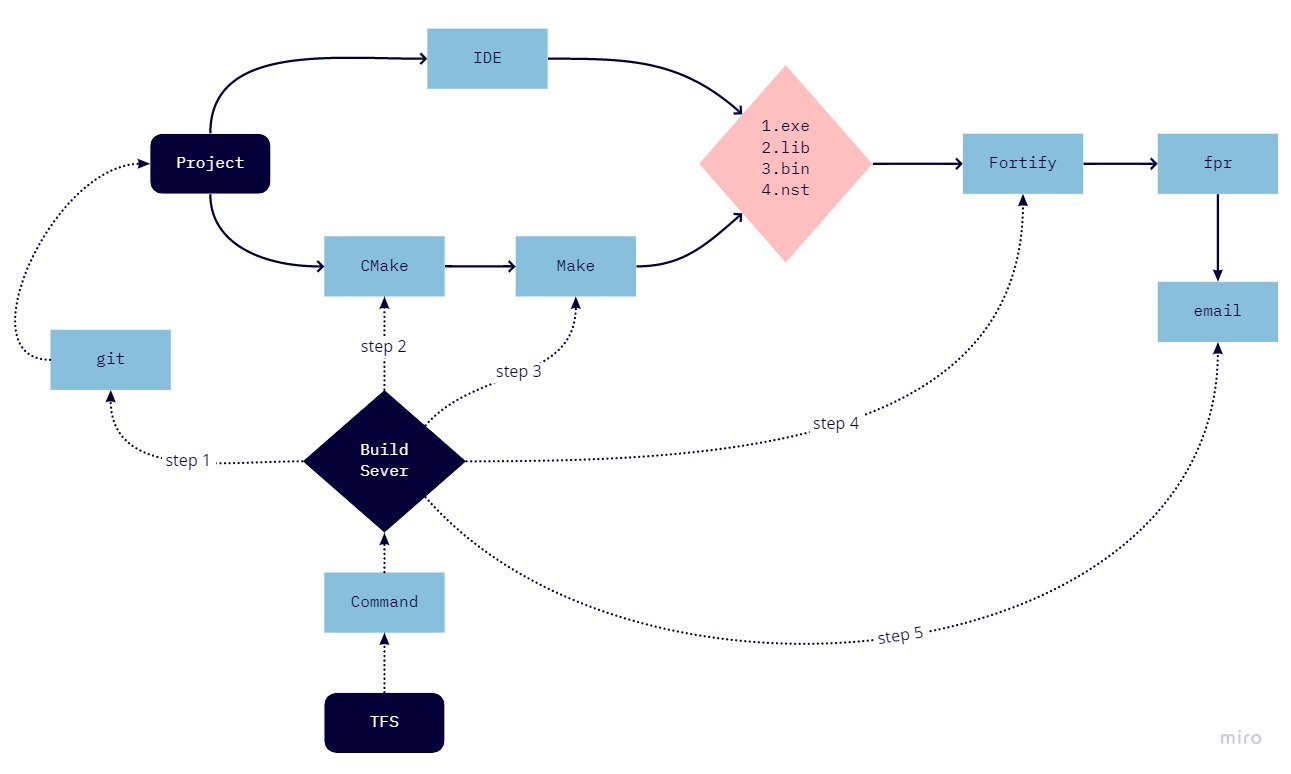 IDE
1.exe
2.lib
3.bin
4.nst
Project
Fortify
fpr
CMake
Make
email
step 2
git
step 3
step 4
Build
Sever
step 1
Command
step 5
TFS
miro